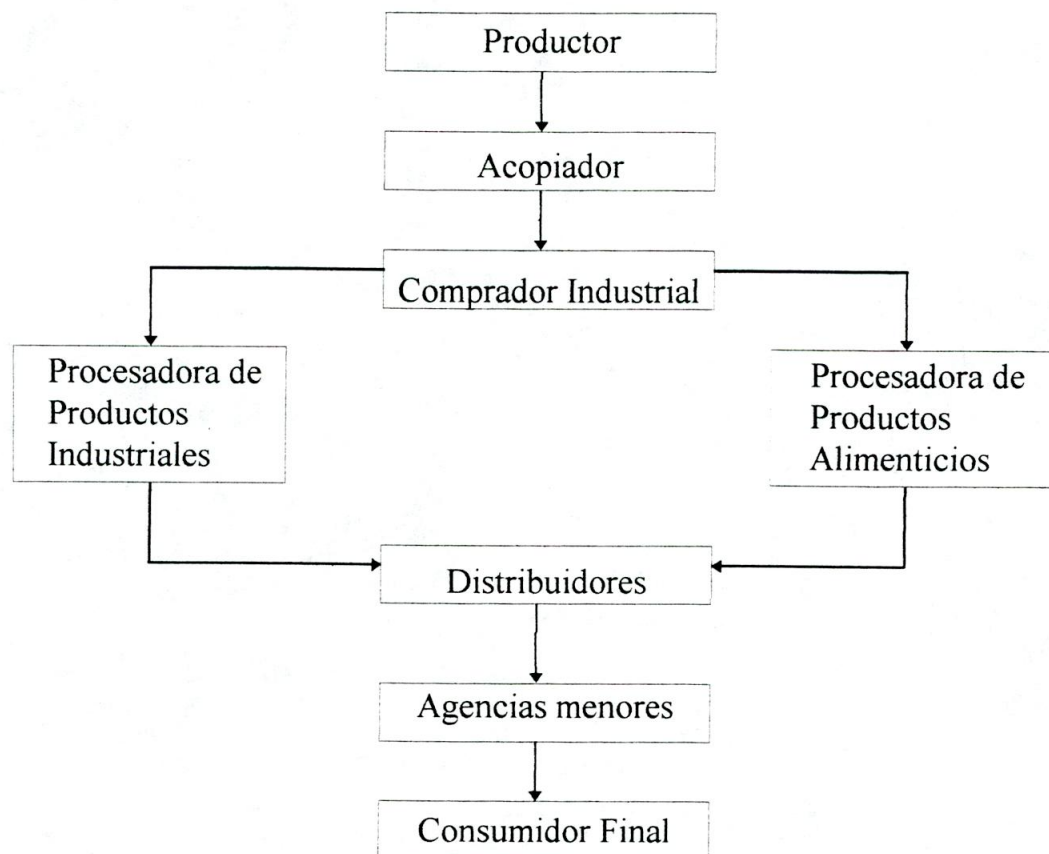 Productor
Acopiador
Comprador Industrial
Procesadora de
Productos
Industriales
Procesadora de
Productos
Alimenticios
Distribuidores
Agencias menores
Consumidor Final